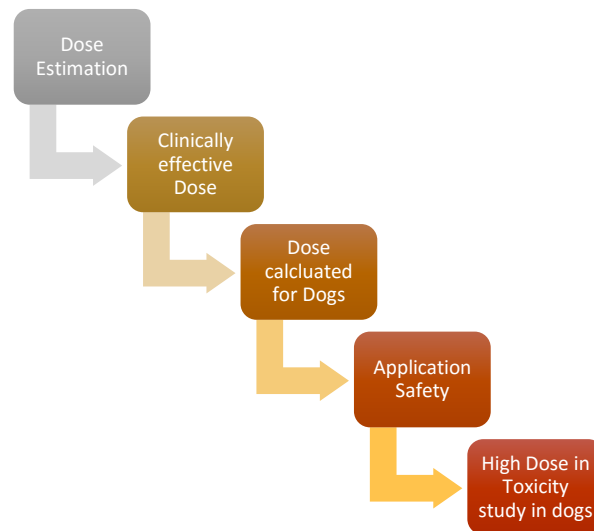 Dose
Estimation
Clinically
effective
Dose
Dose
calcluated
for Dogs
Application
Safety
High Dose in
Toxicity
study in dogs